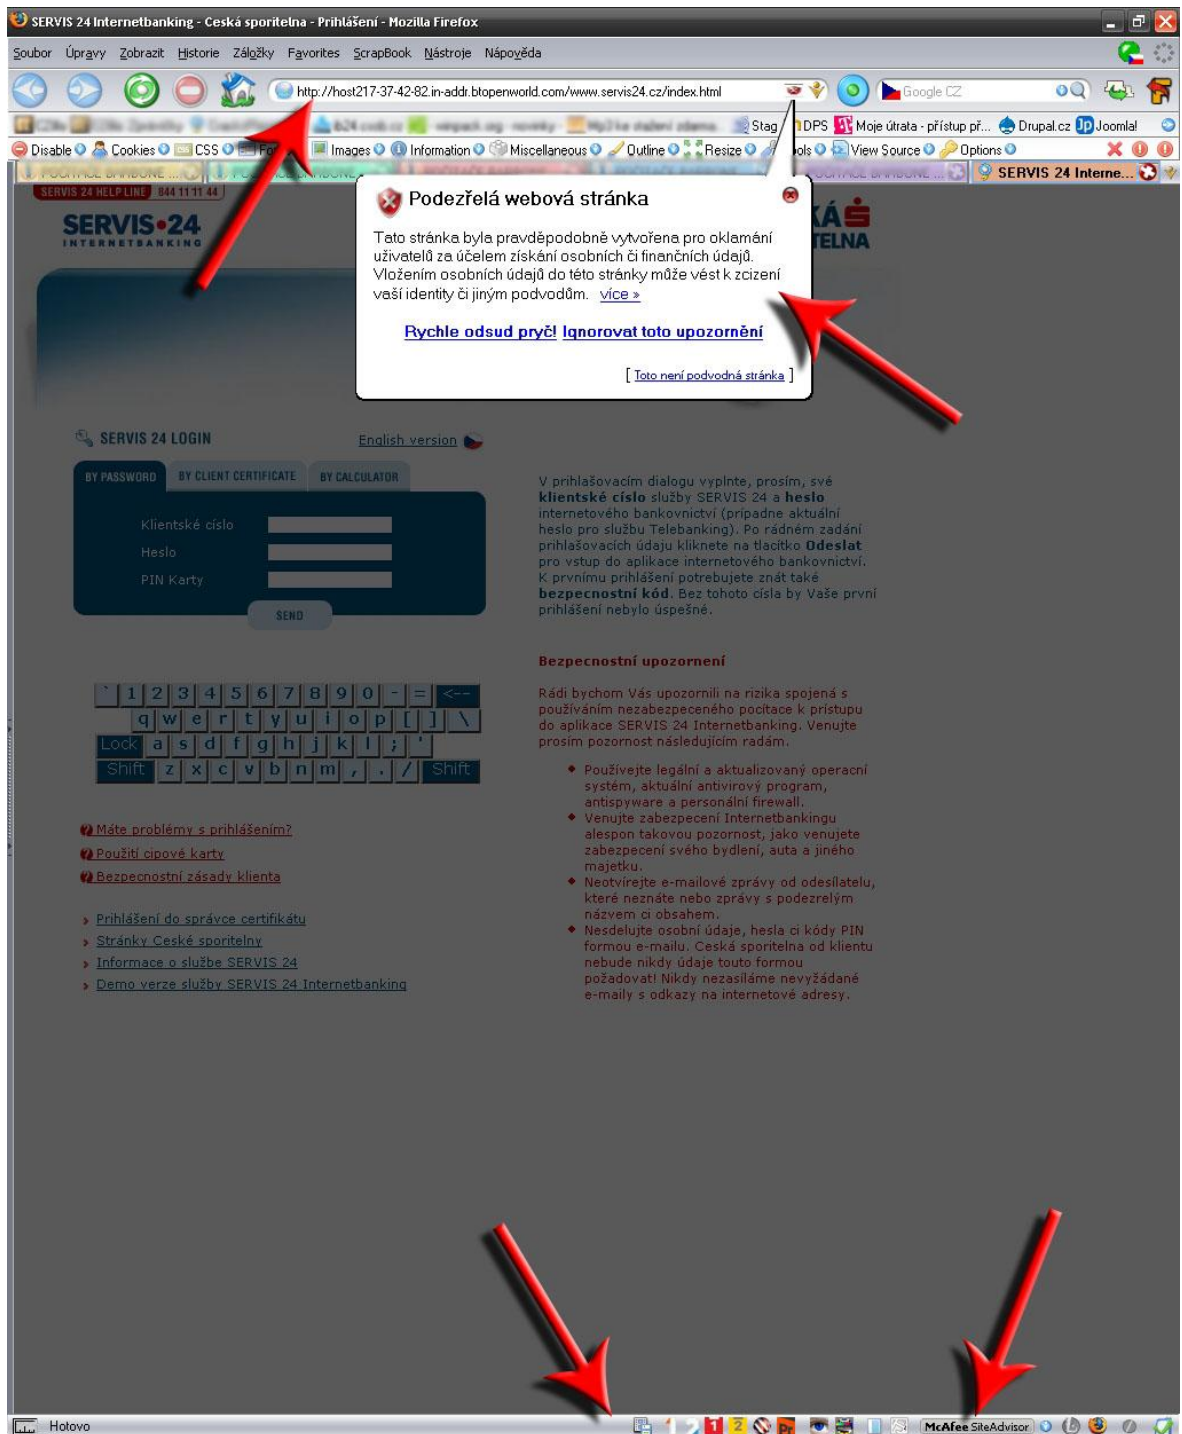 SERVIS 24 Internetbanking - Ceská sporitelna - Prihlášení - Mozilla Firefox
Soubor Úpravy Zobrazit Historie Záložky Favorites ScrapBook Nástroje Nápověda
http://host217-37-42-82.in-addr.btopenworld.com/www.servis24.cz/index.html
Google CZ
Stag DPS Moje útrata - přístup př... Drupal.cz Joomla!
Disable Cookies CSS Images Information Miscellaneous Outline Resize View Source Options
SERVIS 24 Interne...
SERVIS 24 HELP LINE 844 11 11 44
SERVIS 24
INTERNETBANKING
Podezřelá webová stránka
Tato stránka byla pravděpodobně vytvořena pro oklamání
uživatelů za účelem získání osobních či finančních údajů.
Vložením osobních údajů do této stránky může vést k zcizení
vaší identity či jiným podvodům. více »
Rychle odsud pryč! Ignorovat toto upozornění
[ Toto není podvodná stránka ]
SERVIS 24 LOGIN
English version
BY PASSWORD BY CLIENT CERTIFICATE BY CALCULATOR
Klientské císlo
Heslo
PIN Karty
SEND
V prihlašovacím dialogu vyplnte, prosím, své
klientské císlo služby SERVIS 24 a heslo
internetového bankovnictví (prípadne aktuální
heslo pro službu Telebanking). Po rádném zadání
prihlašovacích údaju kliknete na tlacítko Odeslat
pro vstup do aplikace internetového bankovnictví.
K prvnímu prihlášení potrebujete znát také
bezpecnostní kód. Bez tohoto císla by Vaše první
prihlášení nebylo úspešné.
Bezpecnostní upozornení
Rádi bychom Vás upozornili na rizika spojená s
používáním nezabezpeceného pocítace k prístupu
do aplikace SERVIS 24 Internetbanking. Venujte
prosím pozornost následujícím radám.
Používejte legální a aktualizovaný operacní
systém, aktuální antivirový program,
antispyware a personální firewall.
Venujte zabezpecení Internetbankingu
alespon takovou pozornost, jako venujete
zabezpecení svého bydlení, auta a jiného
majetku.
Neotvírejte e-mailové zprávy od odesílatelu,
které neznáte nebo zprávy s podezrelým
názvem ci obsahem.
Nesdelujte osobní údaje, hesla ci kódy PIN
formou e-mailu. Ceská sporitelna od klientu
nebude nikdy údaje touto formou
požadovat! Nikdy nezasíláme nevyžádané
e-maily s odkazy na internetové adresy.
` 1 2 3 4 5 6 7 8 9 0 - = <--
q w e r t y u i o p [ ] \
Lock a s d f g h j k l ; '
Shift z x c v b n m , . / Shift
Máte problémy s prihlášením?
Použití cipové karty
Bezpecnostní zásady klienta
Prihlášení do správce certifikátu
Stránky Ceské sporitelny
Informace o službe SERVIS 24
Demo verze služby SERVIS 24 Internetbanking
Hotovo
1 2 1 2 McAfee SiteAdvisor